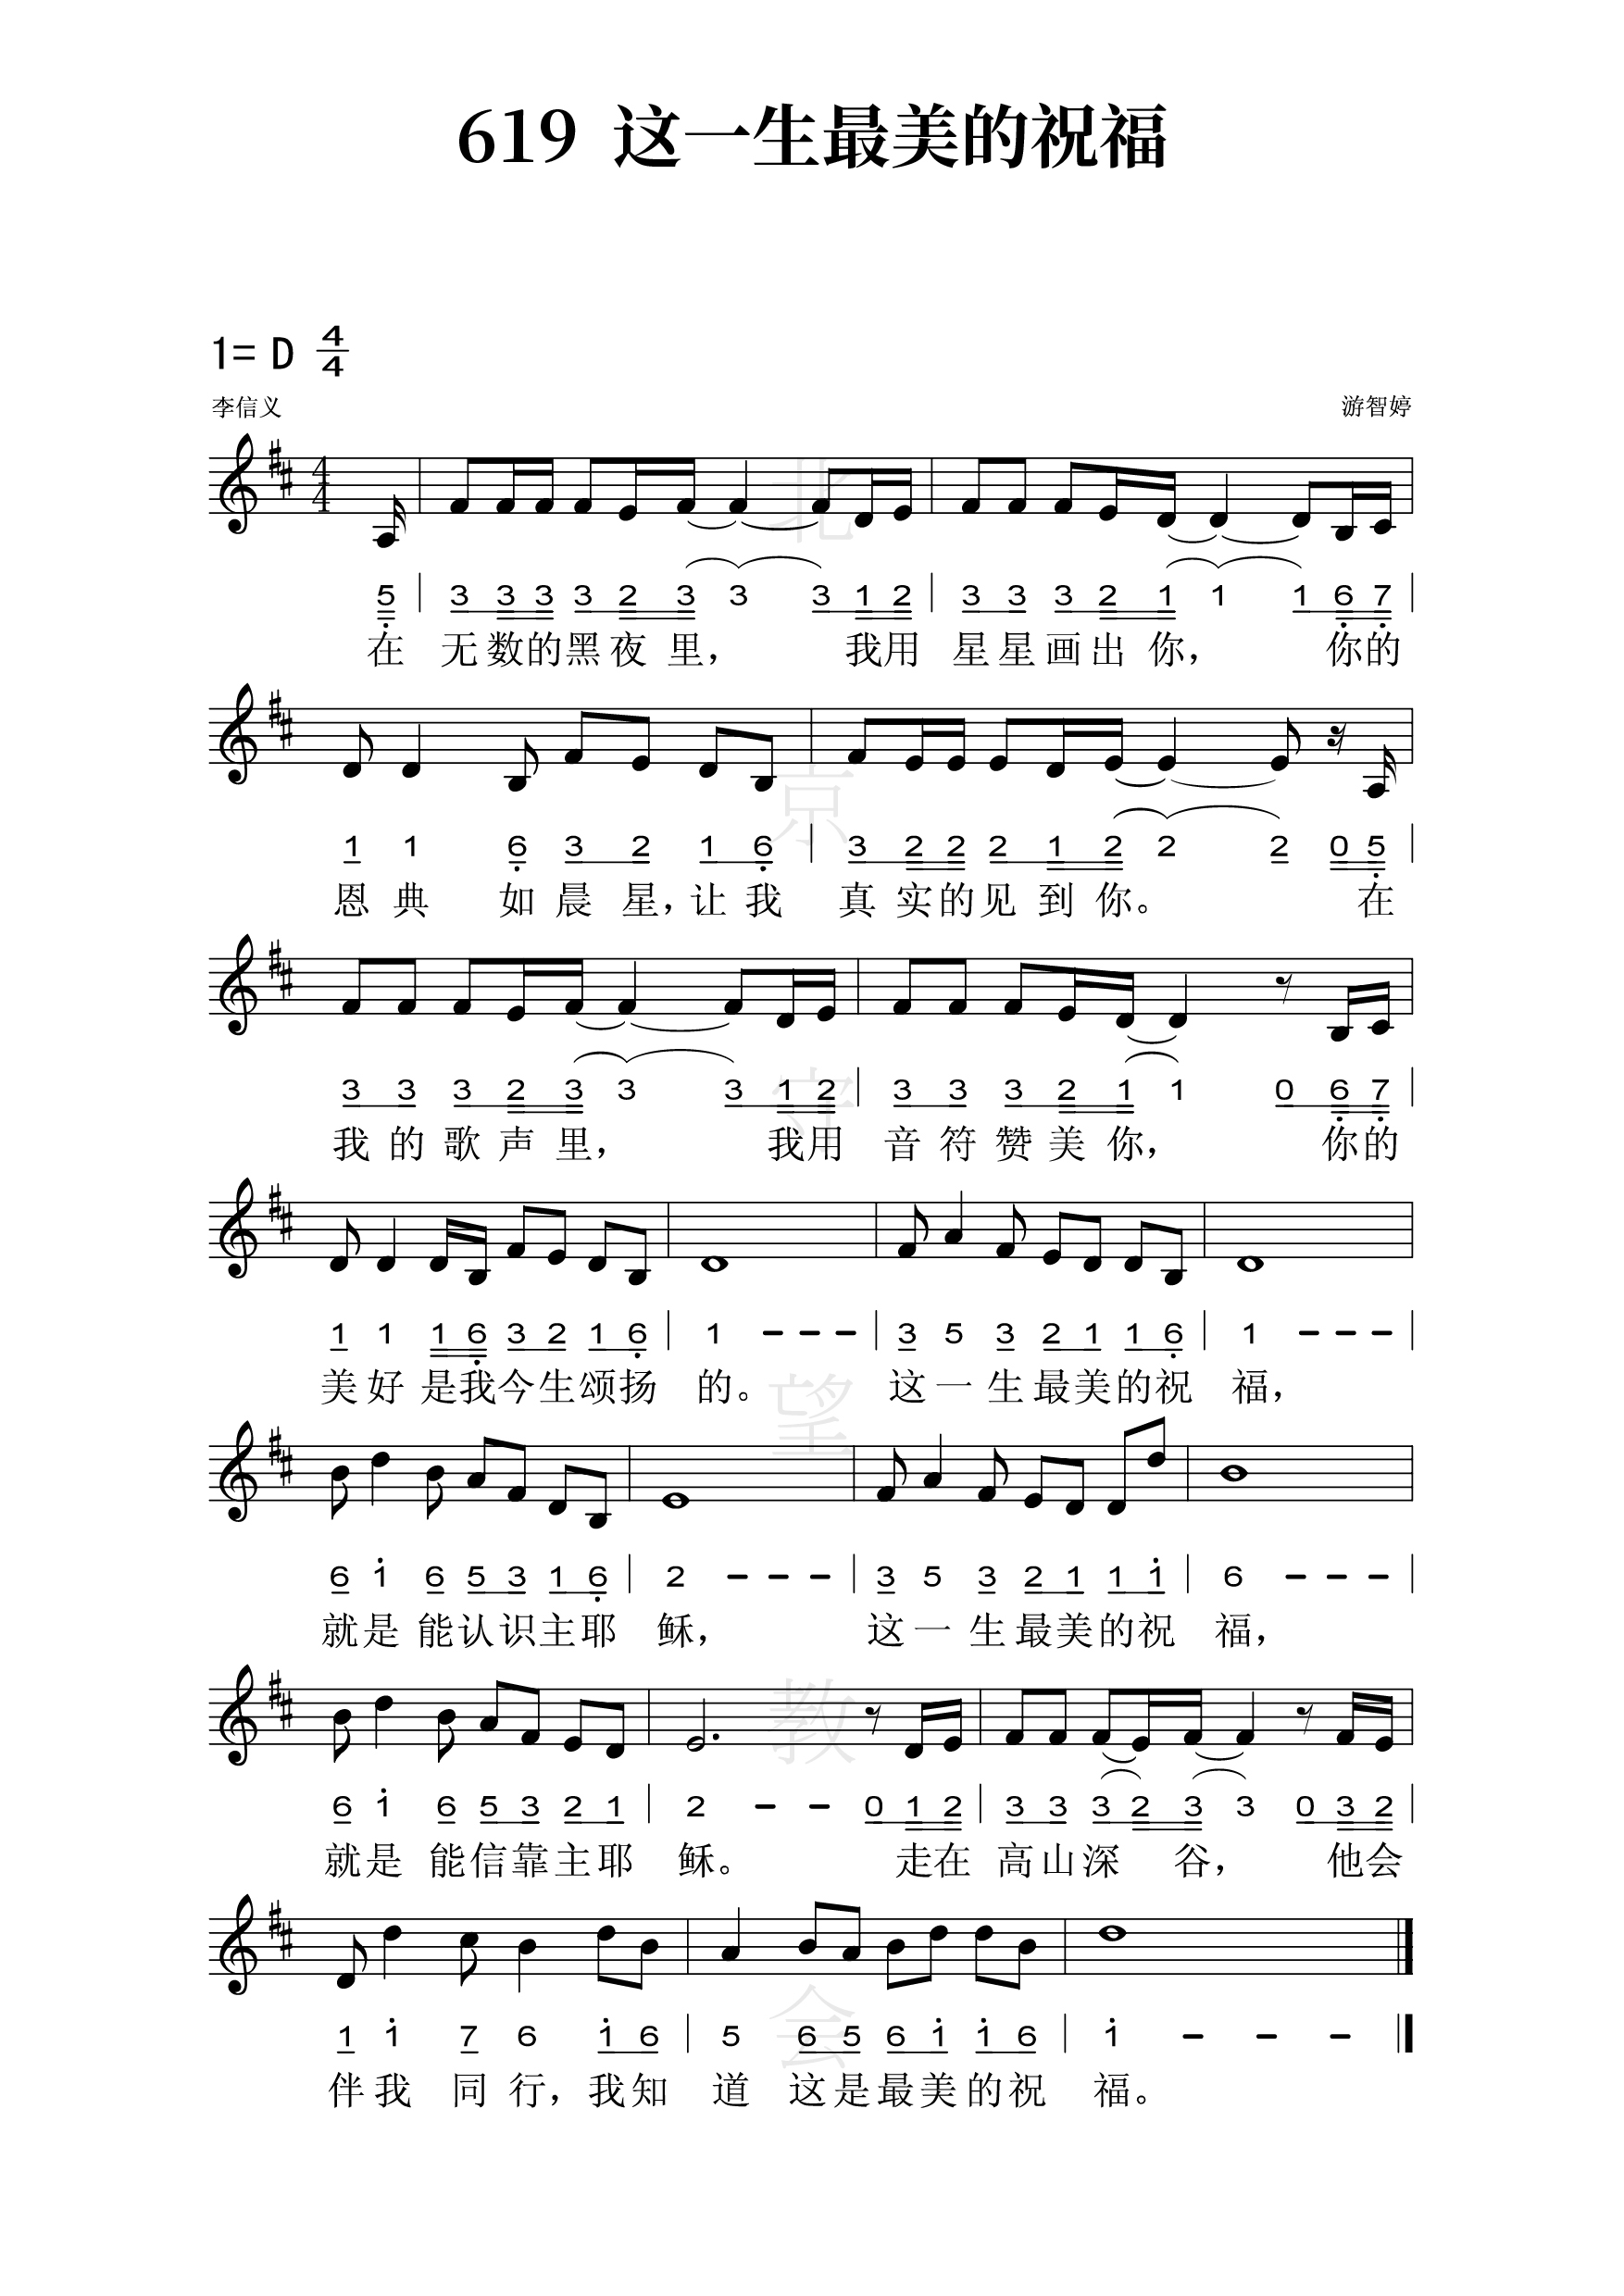 619 这一生最美的祝福
1= D 4/4
李信义 游智婷
5 | 3 3 3 3 2 3 3 3 1 2 | 3 3 3 2 1 1 1 6 7 |
在 无数的黑夜里， 我用 星星画出你， 你的
1 1 6 3 2 1 6 | 3 2 2 2 1 2 2 2 0 5 |
恩典 如晨星，让我 真实的见到你。 在
3 3 3 2 3 3 3 1 2 | 3 3 3 2 1 1 0 6 7 |
我的歌声里， 我用 音符赞美你， 你的
1 1 1 6 3 2 1 6 | 1 - - - | 3 5 3 2 1 1 6 | 1 - - - |
美好是我今生颂扬 的。 这一生最美的祝 福，
6 1 6 5 3 1 6 | 2 - - - | 3 5 3 2 1 1 1 | 6 - - - |
就是能认识主耶 稣， 这一生最美的祝 福，
6 1 6 5 3 2 1 | 2 - - 0 1 2 | 3 3 3 2 3 3 0 3 2 |
就是能信靠主耶 稣。 走在 高山深 谷， 他会
1 1 7 6 1 6 | 5 6 5 6 1 1 6 | 1 - - - |
伴我同行，我知 道 这是最美的祝 福。
北京守望教会